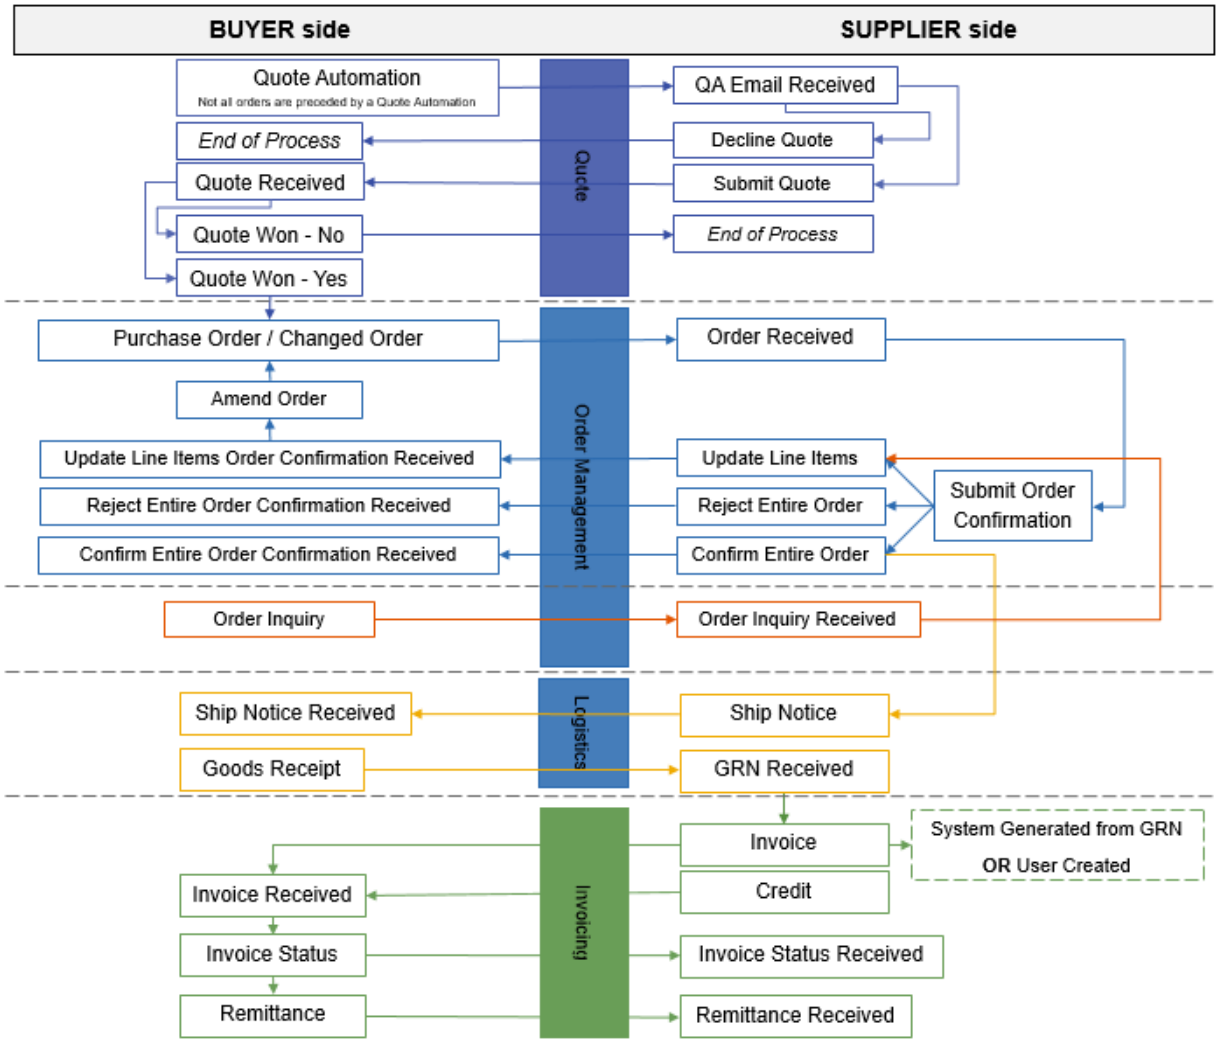 BUYER side
SUPPLIER side
Quote Automation
Not all orders are preceded by a Quote Automation
QA Email Received
End of Process
Decline Quote
Quote Received
Submit Quote
Quote Won - No
End of Process
Quote Won - Yes
Quote
Purchase Order / Changed Order
Order Received
Amend Order
Update Line Items Order Confirmation Received
Update Line Items
Reject Entire Order Confirmation Received
Reject Entire Order
Submit Order
Confirmation
Confirm Entire Order Confirmation Received
Confirm Entire Order
Order Management
Order Inquiry
Order Inquiry Received
Ship Notice Received
Ship Notice
Logistics
Goods Receipt
GRN Received
Invoice
System Generated from GRN
OR User Created
Invoice Received
Credit
Invoicing
Invoice Status
Invoice Status Received
Remittance
Remittance Received